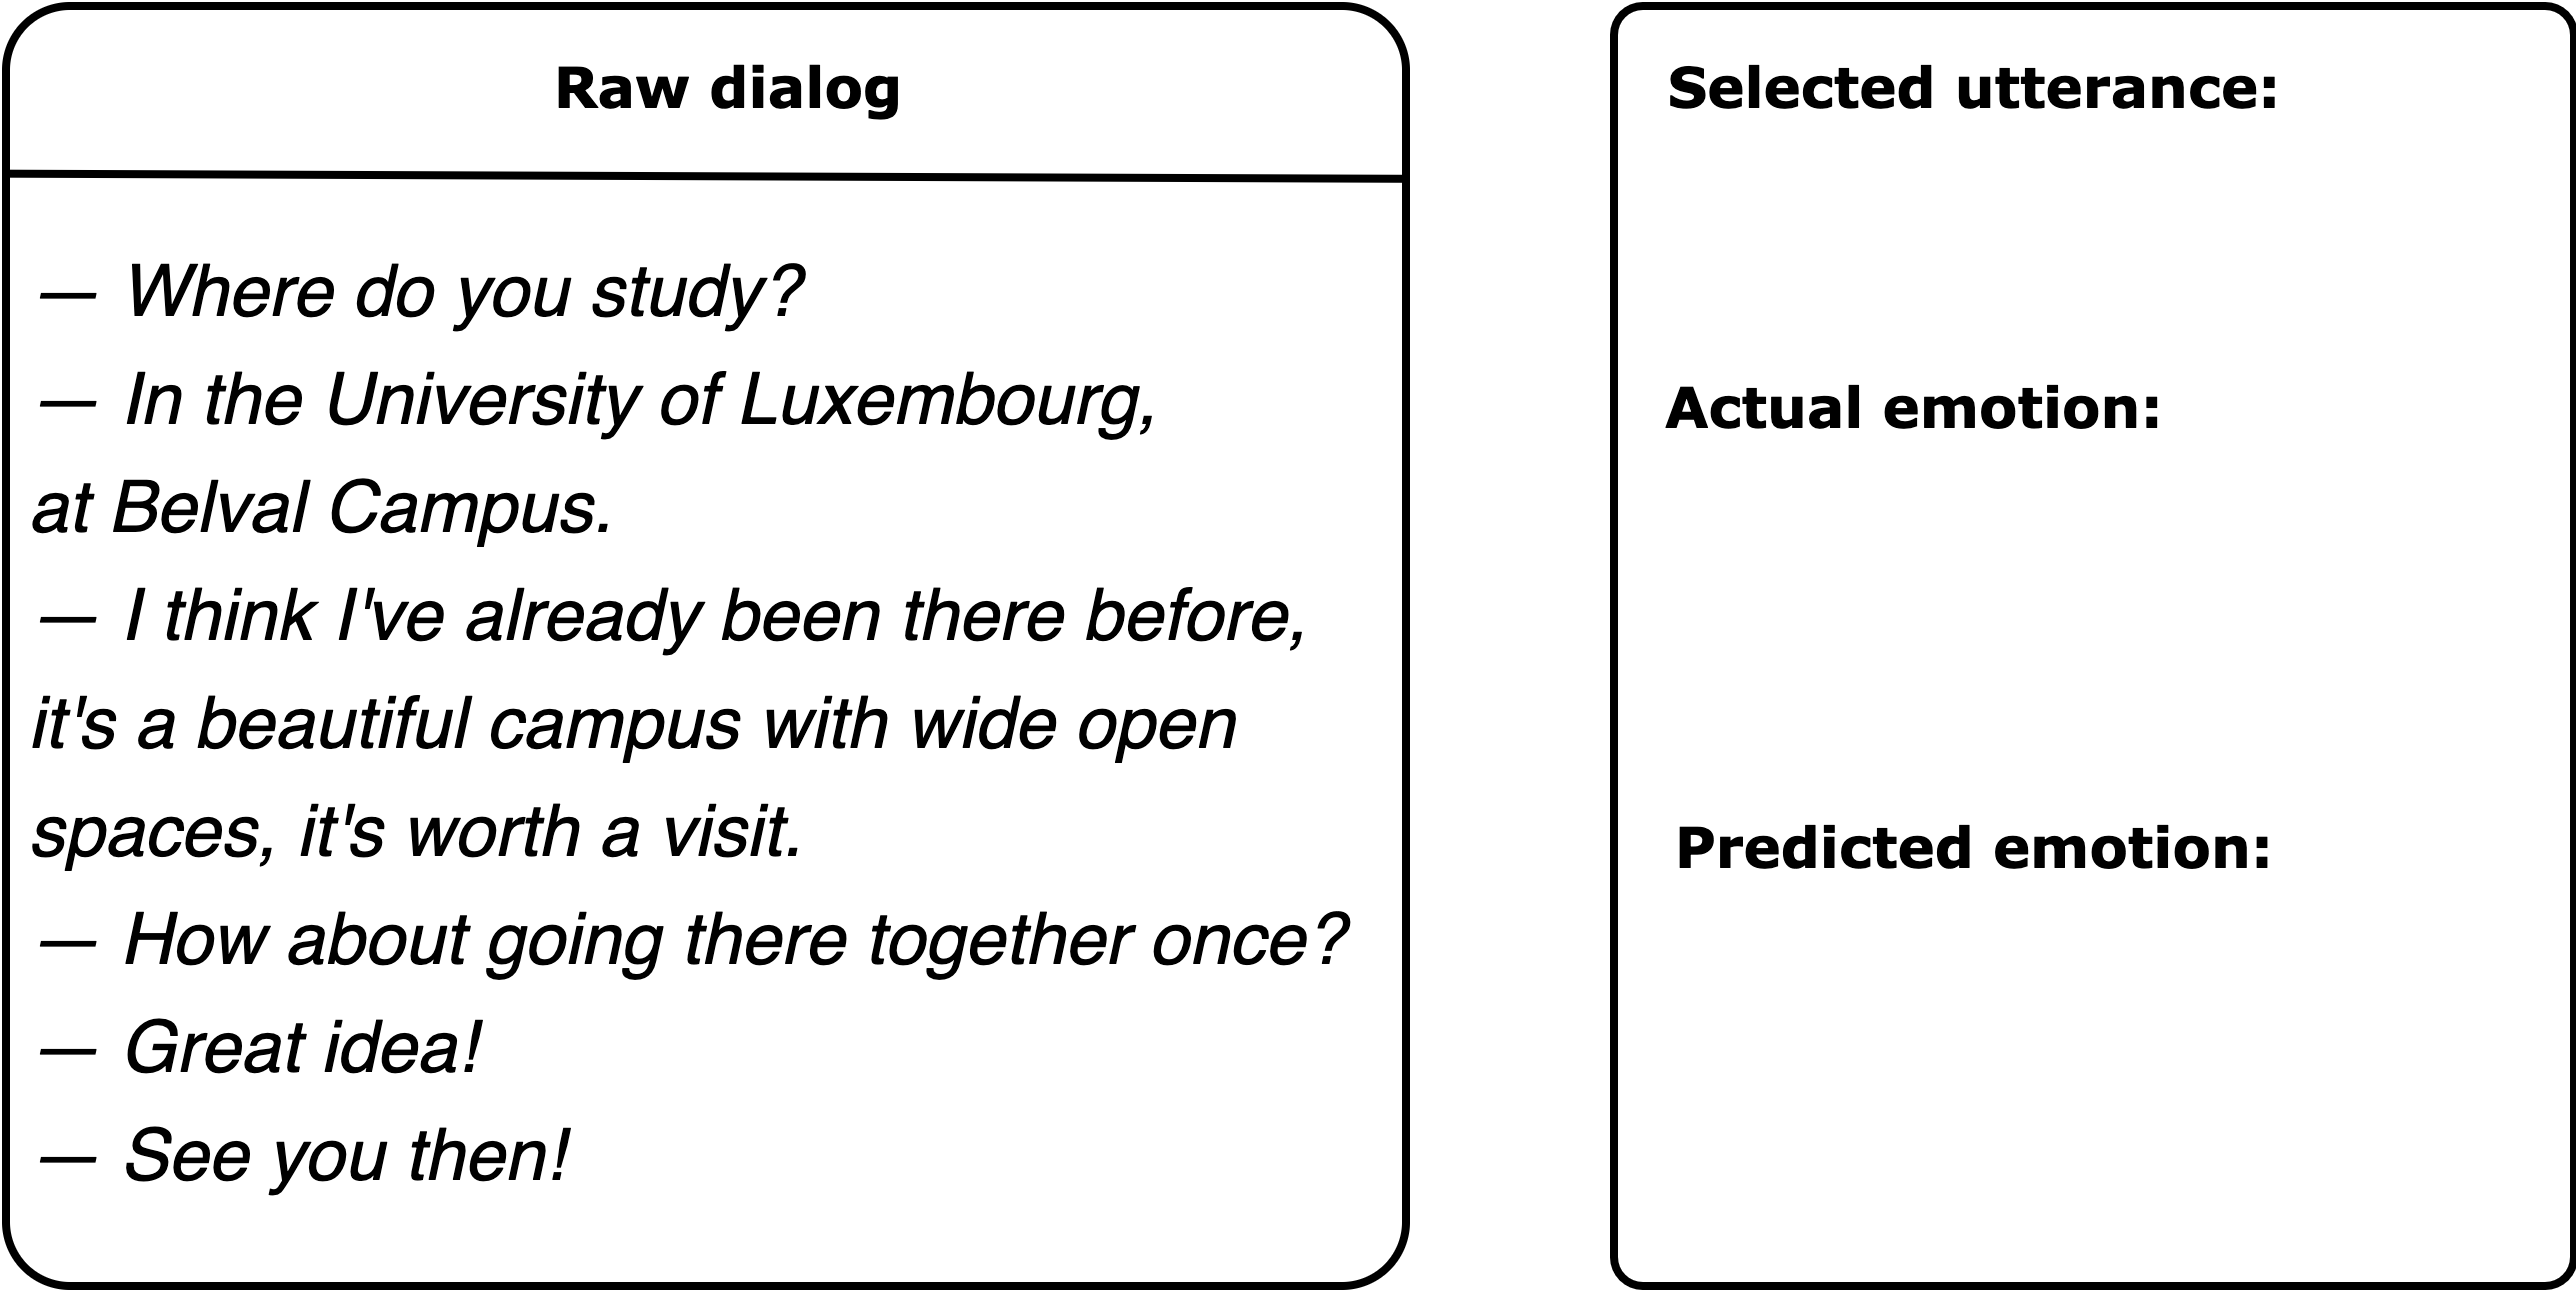 Raw dialog
— Where do you study?
— In the University of Luxembourg,
at Belval Campus.
— I think I've already been there before,
it's a beautiful campus with wide open
spaces, it's worth a visit.
— How about going there together once?
— Great idea!
— See you then!
Selected utterance:
Actual emotion:
Predicted emotion: